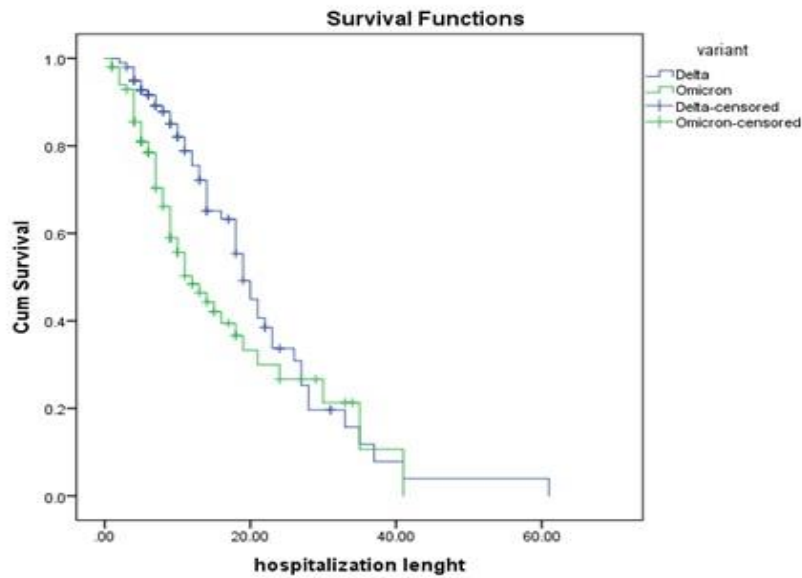 Survival Functions
variant
Delta
Omicron
Delta-censored
Omicron-censored
Cum Survival
1.0
0.8
0.6
0.4
0.2
0.0
.00 20.00 40.00 60.00
hospitalization lenght